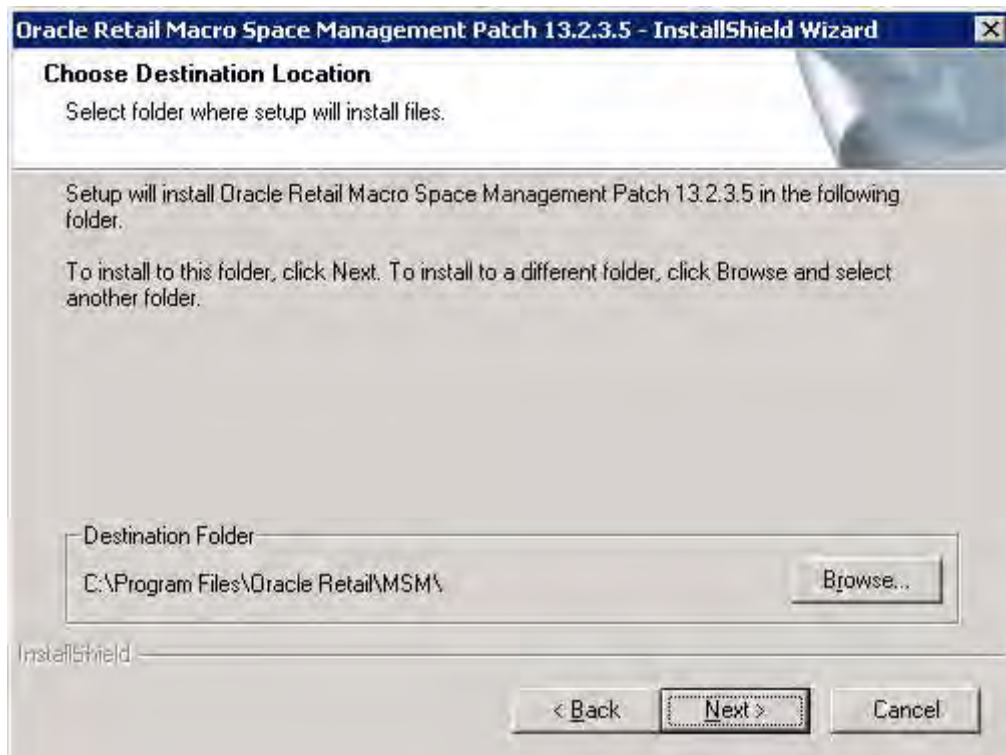 Oracle Retail Macro Space Management Patch 13.2.3.5 - InstallShield Wizard
Choose Destination Location
Select folder where setup will install files.
Setup will install Oracle Retail Macro Space Management Patch 13.2.3.5 in the following
folder.
To install to this folder, click Next. To install to a different folder, click Browse and select
another folder.
Destination Folder
C:\Program Files\Oracle Retail\MSM\
Browse...
InstallShield
< Back
Next >
Cancel